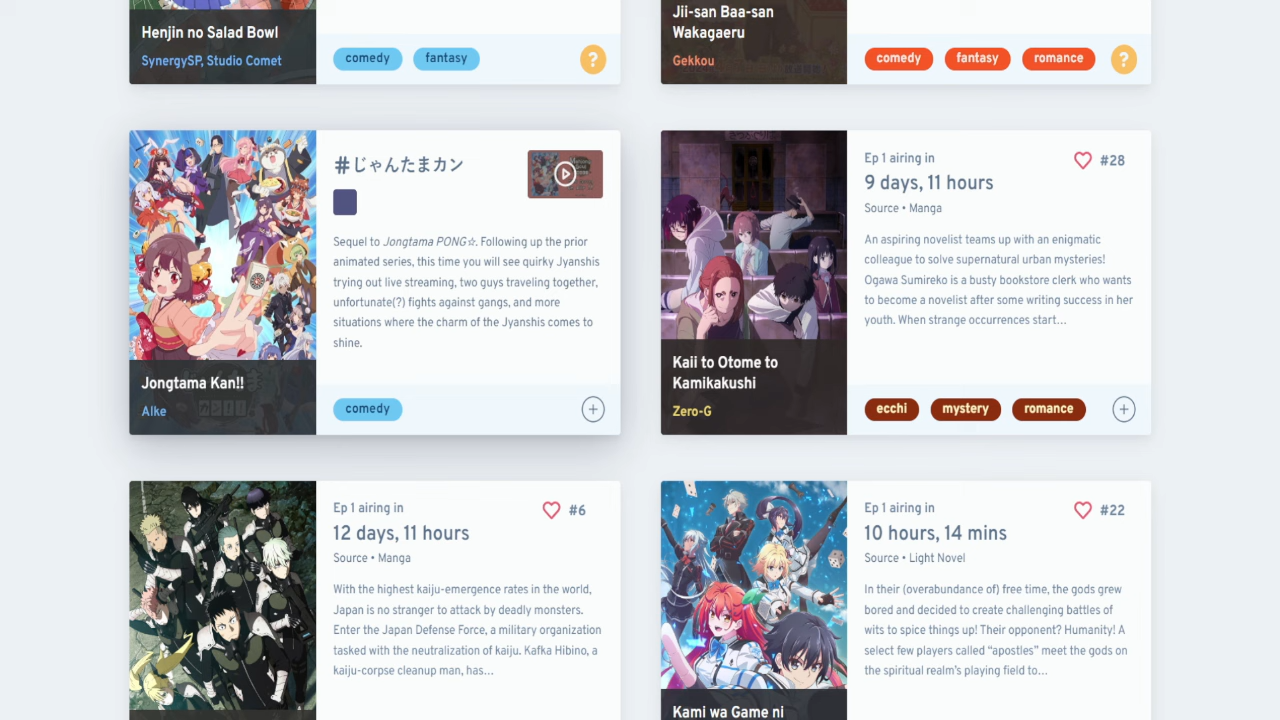 Henjin no Salad Bowl
SynergySP, Studio Comet
comedy
fantasy
?
Jii-san Baa-san
Wakagaeru
Gekkou
comedy
fantasy
romance
?
#じゃんたまカン
Sequel to Jongtama PONG☆. Following up the prior
animated series, this time you will see quirky Jyanshis
trying out live streaming, two guys traveling together,
unfortunate(?) fights against gangs, and more
situations where the charm of the Jyanshis comes to
shine.
Jongtama Kan!!
Alke
comedy
Ep 1 airing in
#28
9 days, 11 hours
Source • Manga
An aspiring novelist teams up with an enigmatic
colleague to solve supernatural urban mysteries!
Ogawa Sumireko is a busty bookstore clerk who wants
to become a novelist after some writing success in her
youth. When strange occurrences start...
Kaii to Otome to
Kamikakushi
Zero-G
ecchi
mystery
romance
Ep 1 airing in
#6
12 days, 11 hours
Source • Manga
With the highest kaiju-emergence rates in the world,
Japan is no stranger to attack by deadly monsters.
Enter the Japan Defense Force, a military organization
tasked with the neutralization of kaiju. Kafka Hibino, a
kaiju-corpse cleanup man, has...
Ep 1 airing in
#22
10 hours, 14 mins
Source • Light Novel
In their (overabundance of) free time, the gods grew
bored and decided to create challenging battles of
wits to spice things up! Their opponent? Humanity! A
select few players called “apostles” meet the gods on
the spiritual realm’s playing field to...
Kami wa Game ni